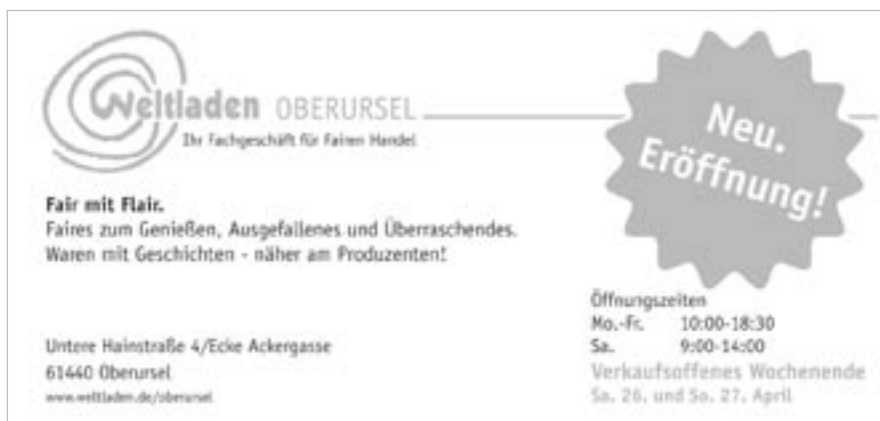 Weltladen OBERURSEL
Ihr Fachgeschäft für Fairen Handel
Neu.
Eröffnung!
Fair mit Flair.
Faires zum Genießen, Ausgefallenes und Überraschendes.
Waren mit Geschichten - näher am Produzenten!
Untere Hainstraße 4/Ecke Ackergasse
61440 Oberursel
www.weltladen.de/oberursel
Öffnungszeiten
Mo.-Fr. 10:00-18:30
Sa. 9:00-14:00
Verkaufsoffenes Wochenende
Sa. 26. und So. 27. April